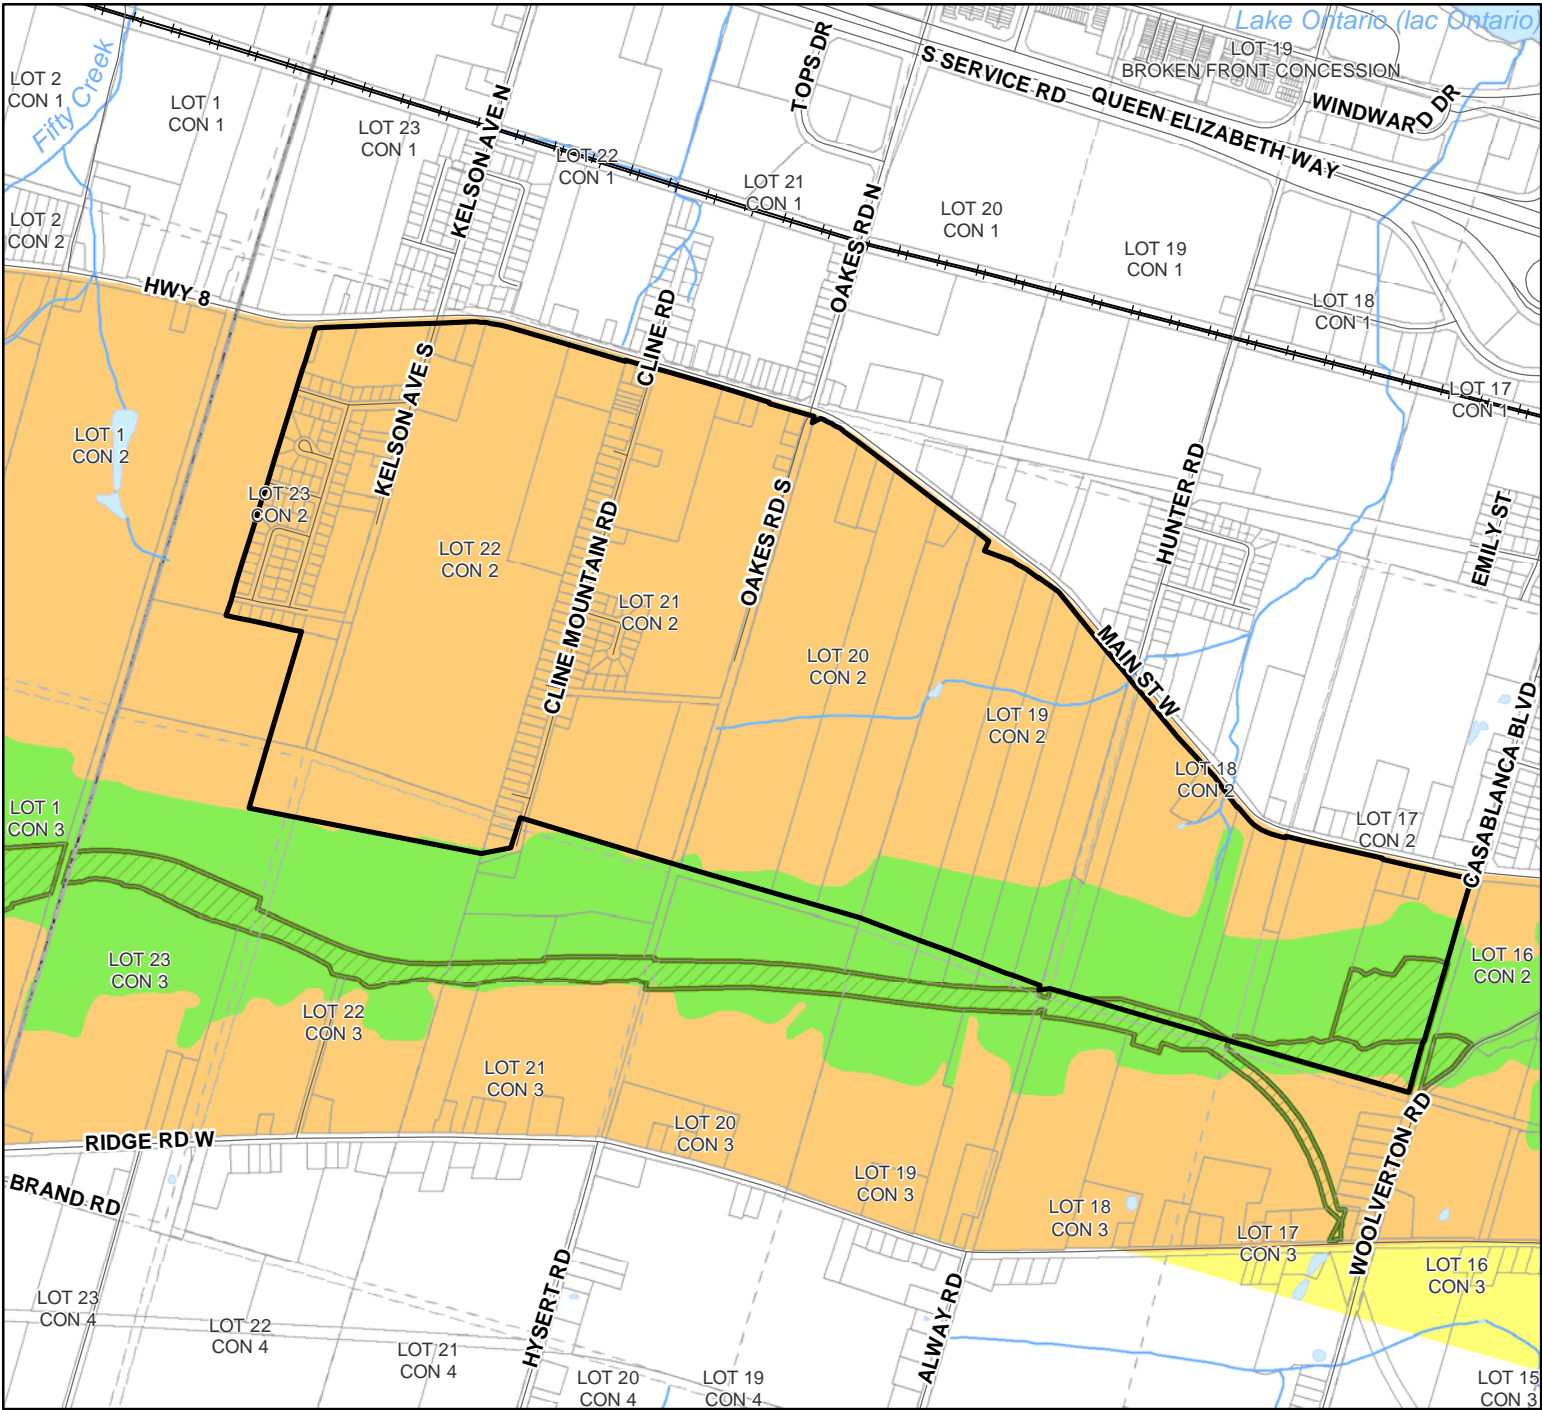 Lake Ontario (lac Ontario)
LOT 19
BROKEN FRONT CONCESSION
TOPS DR
S SERVICE RD
QUEEN ELIZABETH WAY
WINDWARD DR
LOT 2
CON 1
Fifty Creek
LOT 1
CON 1
LOT 23
CON 1
KELSON AVE N
LOT 22
CON 1
LOT 21
CON 1
OAKES RD N
LOT 20
CON 1
LOT 19
CON 1
LOT 18
CON 1
LOT 17
CON 1
LOT 2
CON 2
HWY 8
CLINE RD
KELSON AVE S
LOT 1
CON 2
LOT 23
CON 2
LOT 22
CON 2
CLINE MOUNTAIN RD
LOT 21
CON 2
OAKES RD S
LOT 20
CON 2
LOT 19
CON 2
HUNTER RD
EMILY ST
MAIN ST W
LOT 18
CON 2
LOT 17
CON 2
CASABLANCA BLVD
LOT 1
CON 3
LOT 23
CON 3
LOT 22
CON 3
LOT 21
CON 3
LOT 20
CON 3
LOT 19
CON 3
LOT 18
CON 3
LOT 17
CON 3
LOT 16
CON 2
WOOLVERTON RD
LOT 16
CON 3
RIDGE RD W
BRAND RD
LOT 23
CON 4
LOT 22
CON 4
LOT 21
CON 4
HYSERT RD
LOT 20
CON 4
LOT 19
CON 4
ALWAY RD
LOT 15
CON 3